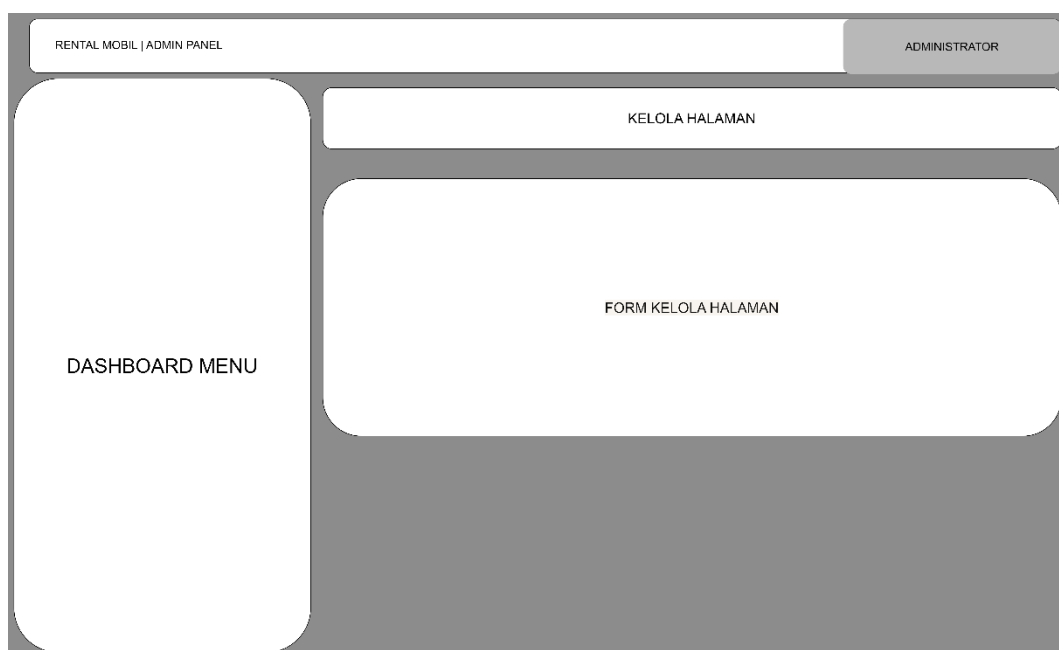 RENTAL MOBIL | ADMIN PANEL
ADMINISTRATOR
KELOLA HALAMAN
FORM KELOLA HALAMAN
DASHBOARD MENU